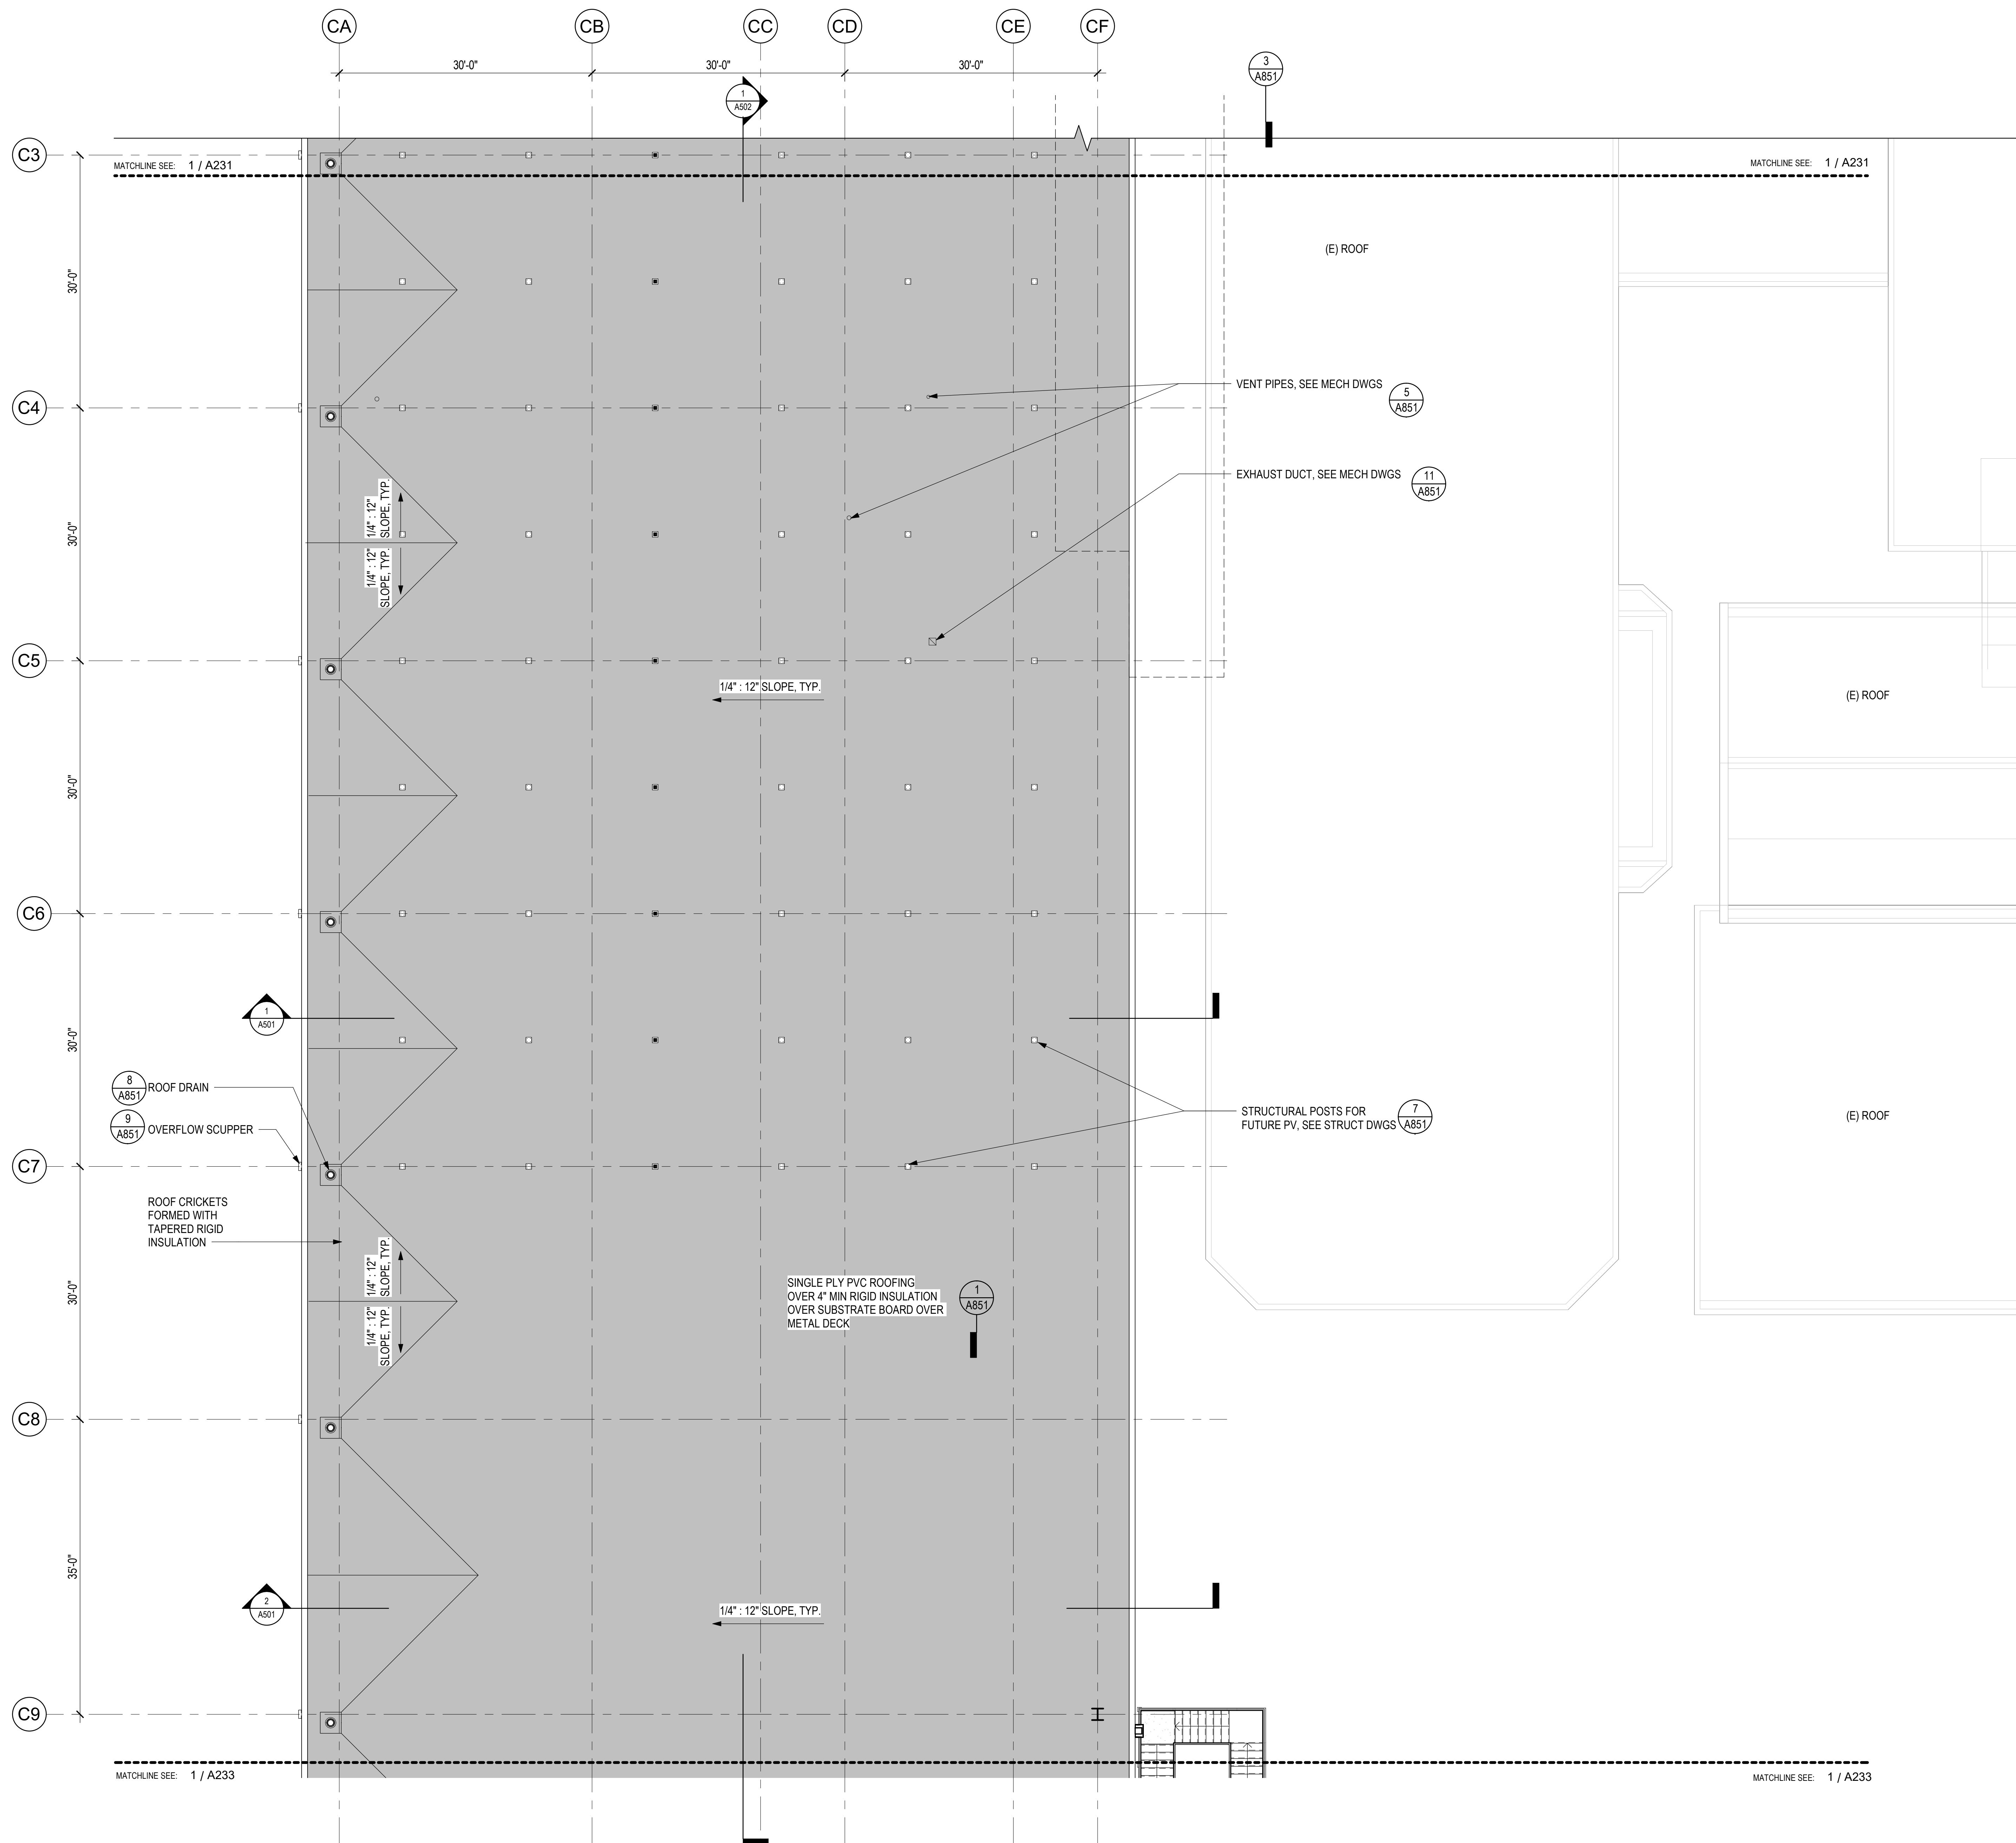 CA
CB
CC
CD
CE
CF
30'-0"
30'-0"
30'-0"
3
A851
1
A502
C3
MATCHLINE SEE: 1 / A231
MATCHLINE SEE: 1 / A231
(E) ROOF
30'-0"
VENT PIPES, SEE MECH DWGS
5
A851
C4
EXHAUST DUCT, SEE MECH DWGS
11
A851
1/4" : 12"
SLOPE, TYP.
30'-0"
1/4" : 12"
SLOPE, TYP.
C5
1/4" : 12" SLOPE, TYP.
(E) ROOF
30'-0"
C6
1
A501
30'-0"
8
A851
ROOF DRAIN
9
A851
OVERFLOW SCUPPER
STRUCTURAL POSTS FOR
FUTURE PV, SEE STRUCT DWGS
7
A851
(E) ROOF
C7
ROOF CRICKETS
FORMED WITH
TAPERED RIGID
INSULATION
1/4" : 12"
SLOPE, TYP.
30'-0"
1/4" : 12"
SLOPE, TYP.
SINGLE PLY PVC ROOFING
OVER 4" MIN RIGID INSULATION
OVER SUBSTRATE BOARD OVER
METAL DECK
1
A851
C8
35'-0"
2
A501
1/4" : 12" SLOPE, TYP.
C9
MATCHLINE SEE: 1 / A233
MATCHLINE SEE: 1 / A233